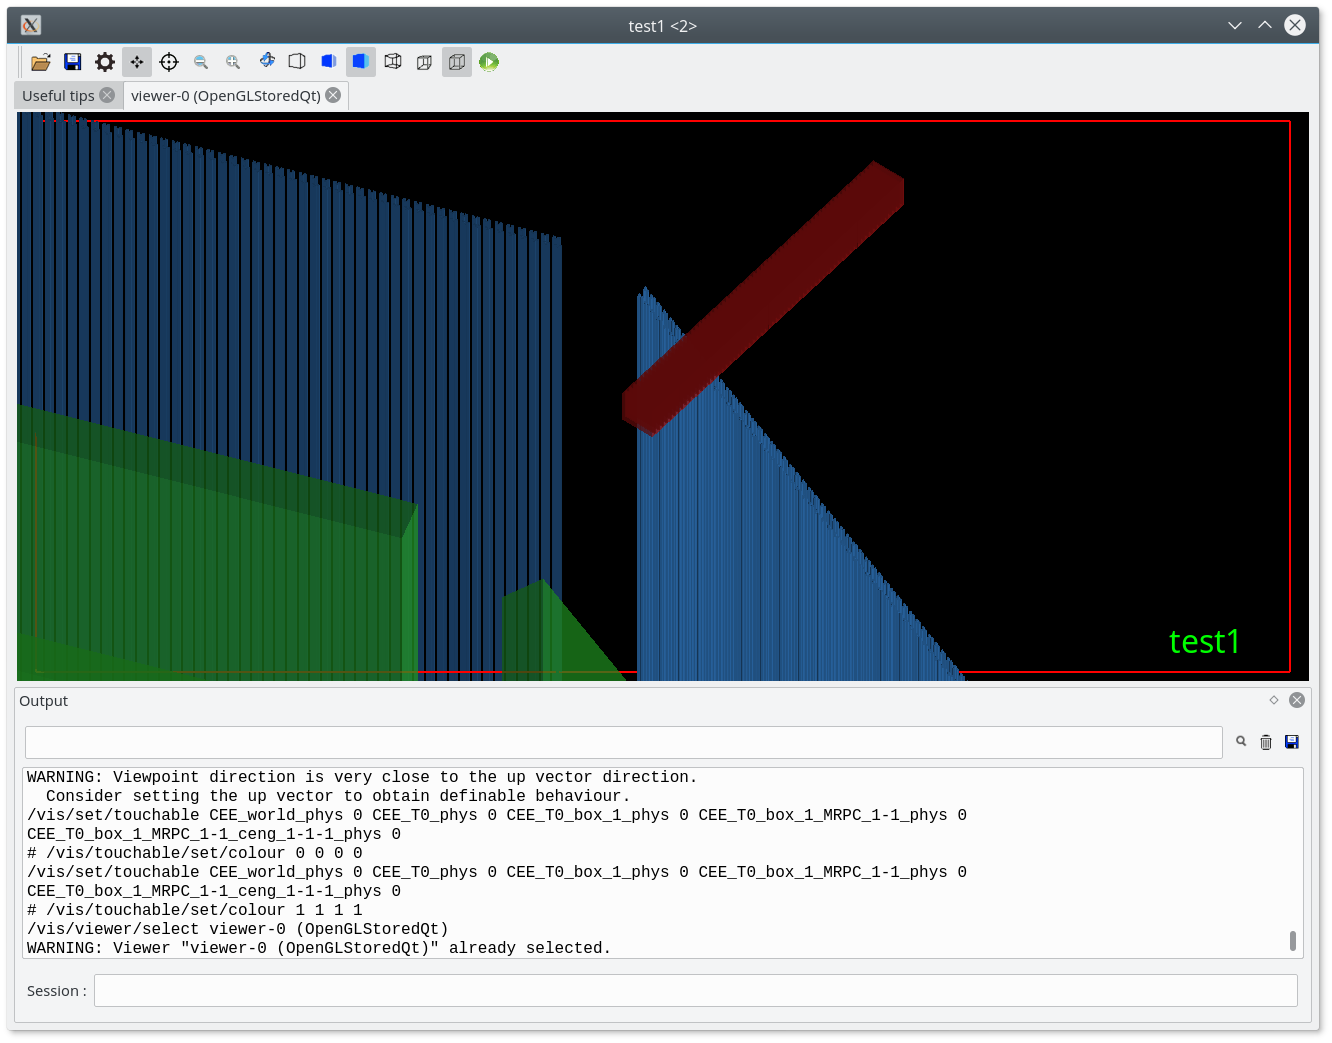 test1 <2>
Useful tips
viewer-0 (OpenGLStoredQt)
test1
Output
WARNING: Viewpoint direction is very close to the up vector direction.
Consider setting the up vector to obtain definable behaviour.
/vis/set/touchable CEE_world_phys 0 CEE_T0_phys 0 CEE_T0_box_1_phys 0 CEE_T0_box_1_MRPC_1-1_phys 0
CEE_T0_box_1_MRPC_1-1_ceng_1-1-1_phys 0
# /vis/touchable/set/colour 0 0 0 0
/vis/set/touchable CEE_world_phys 0 CEE_T0_phys 0 CEE_T0_box_1_phys 0 CEE_T0_box_1_MRPC_1-1_phys 0
CEE_T0_box_1_MRPC_1-1_ceng_1-1-1_phys 0
# /vis/touchable/set/colour 1 1 1 1
/vis/viewer/select viewer-0 (OpenGLStoredQt)
WARNING: Viewer "viewer-0 (OpenGLStoredQt)" already selected.
Session :